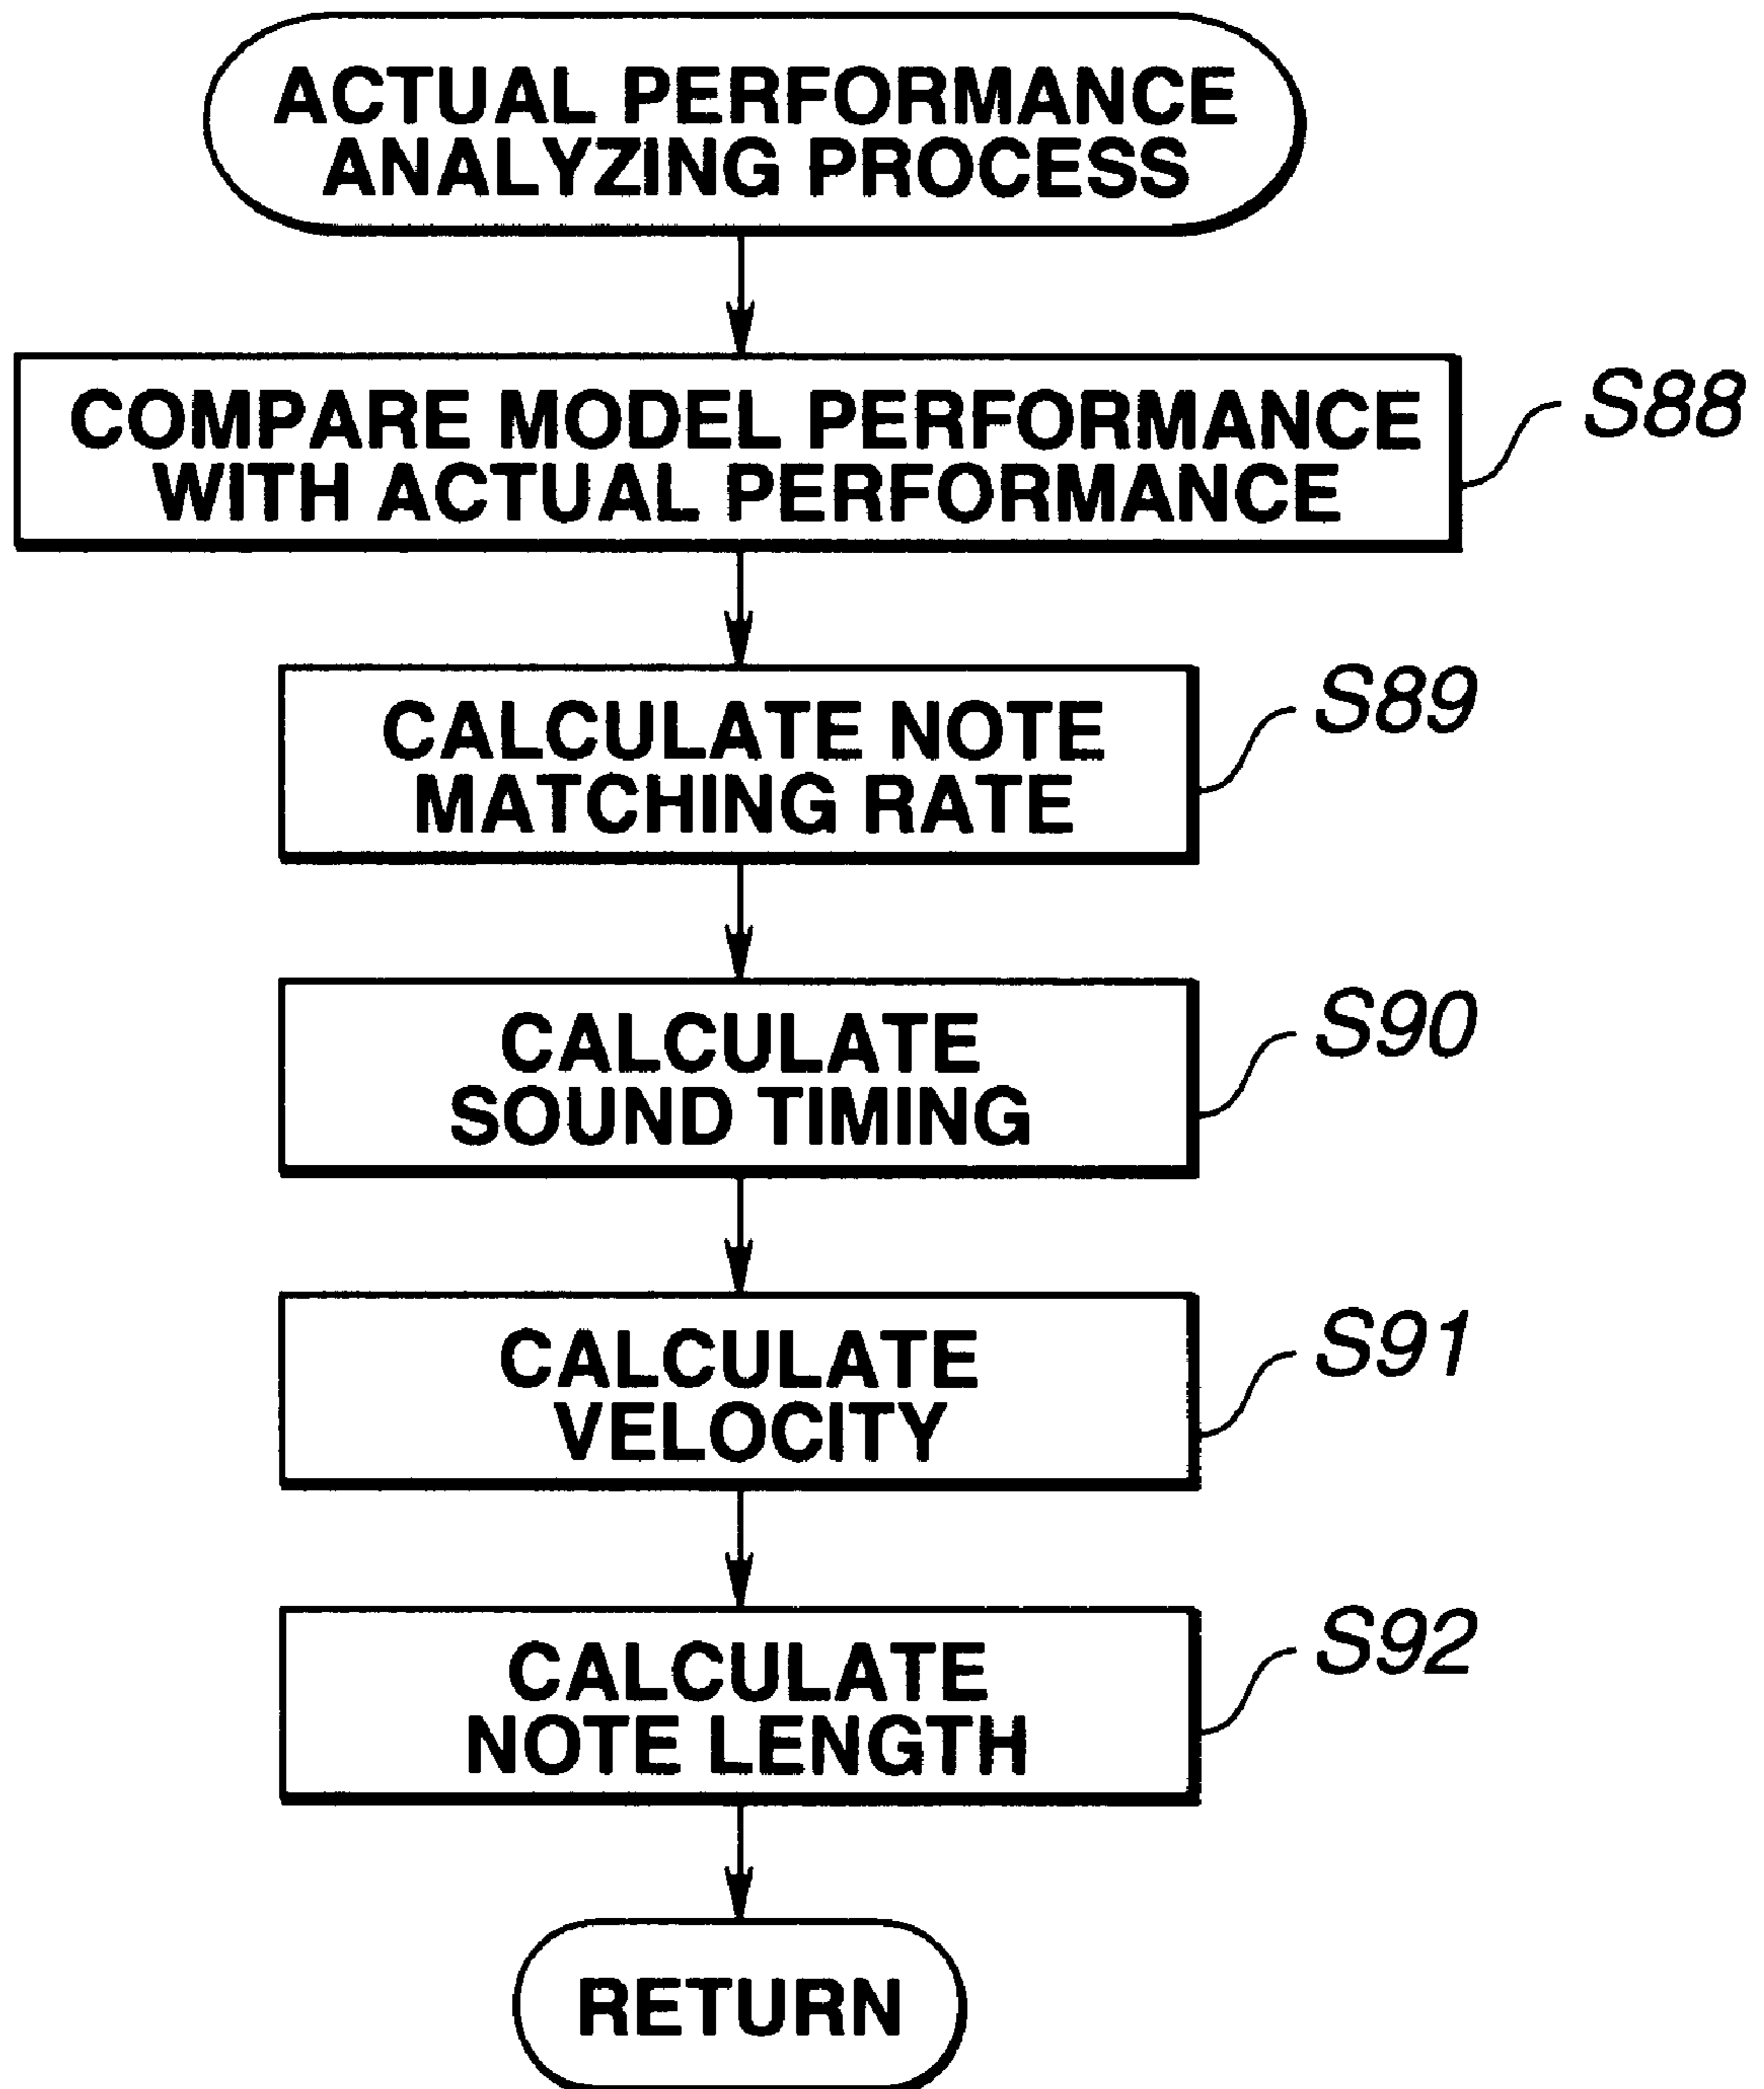 ACTUAL PERFORMANCE
ANALYZING PROCESS
COMPARE MODEL PERFORMANCE
WITH ACTUAL PERFORMANCE
S88
CALCULATE NOTE
MATCHING RATE
S89
CALCULATE
SOUND TIMING
S90
CALCULATE
VELOCITY
S91
CALCULATE
NOTE LENGTH
S92
RETURN